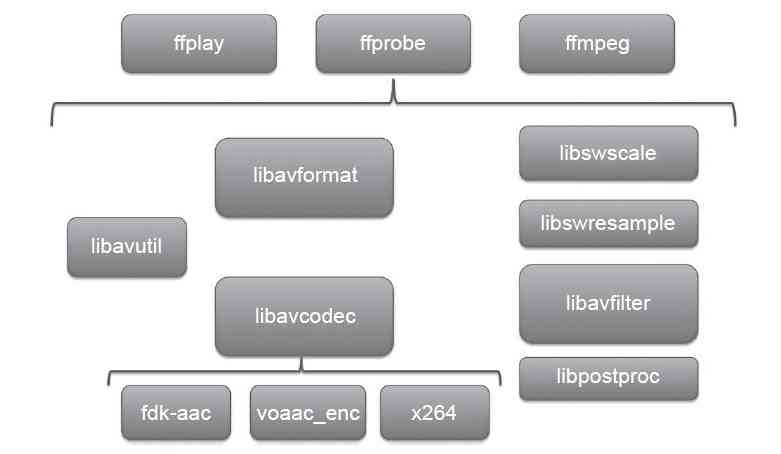 ffplay
ffprobe
ffmpeg
libavformat
libswscale
libavutil
libswresample
libavcodec
libavfilter
libpostproc
fdk-aac
voaac_enc
x264